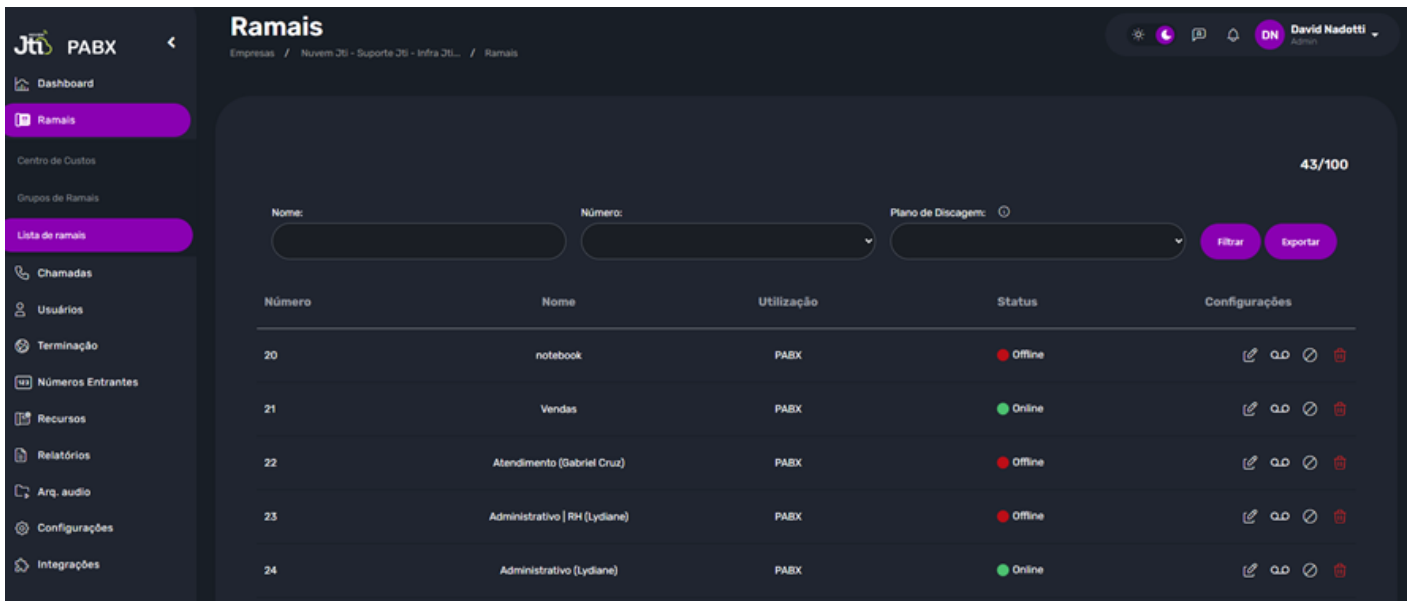 Jti PABX
Dashboard
Ramais
Centro de Custos
Grupos de Ramais
Lista de ramais
Chamadas
Usuários
Terminação
Números Entrantes
Recursos
Relatórios
Arq. audio
Configurações
Integrações
Ramais
Empresas / Nuvem Jti - Suporte Jti - Infra Jti... / Ramais
DN David Nadotti
Admin
43/100
Nome: Número: Plano de Discagem:
Filtrar Exportar
Número Nome Utilização Status Configurações
20 notebook PABX Offline
21 Vendas PABX Online
22 Atendimento (Gabriel Cruz) PABX Offline
23 Administrativo | RH (Lydiane) PABX Offline
24 Administrativo (Lydiane) PABX Online